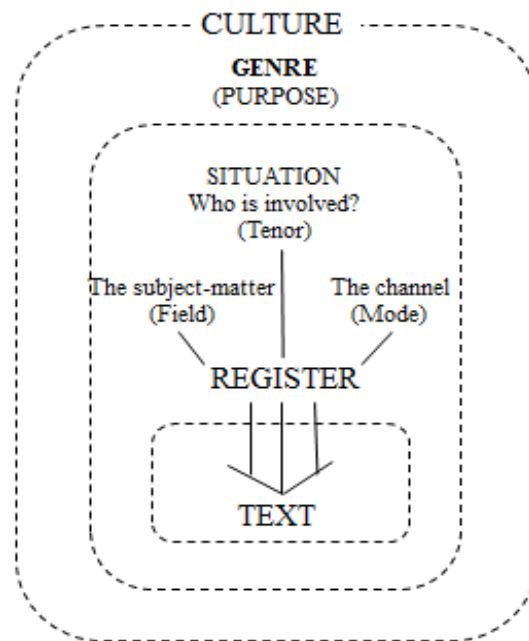 CULTURE
GENRE
(PURPOSE)
SITUATION
Who is involved?
(Tenor)
The subject-matter
(Field)
The channel
(Mode)
REGISTER
TEXT